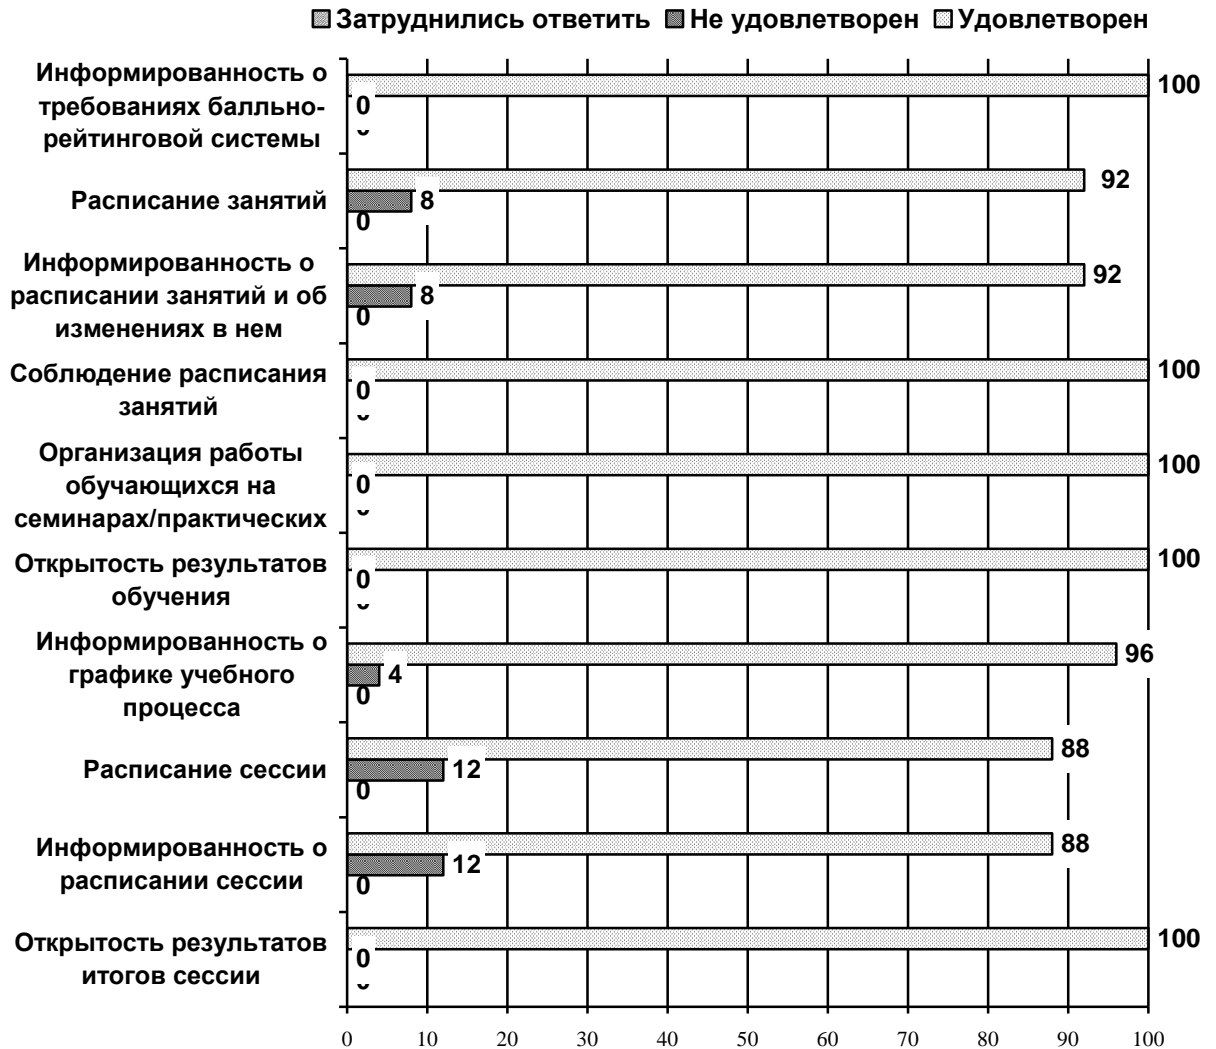 Затруднились ответить Не удовлетворен Удовлетворен
Информированность о
требованиях балльно-
рейтинговой системы
100
0
Расписание занятий
92
8
0
Информированность о
расписании занятий и об
изменениях в нем
92
8
0
Соблюдение расписания
занятий
100
0
Организация работы
обучающихся на
семинарах/практических
100
0
Открытость результатов
обучения
100
0
Информированность о
графике учебного
процесса
96
4
0
Расписание сессии
88
12
0
Информированность о
расписании сессии
88
12
0
Открытость результатов
итогов сессии
100
0
0 10 20 30 40 50 60 70 80 90 100